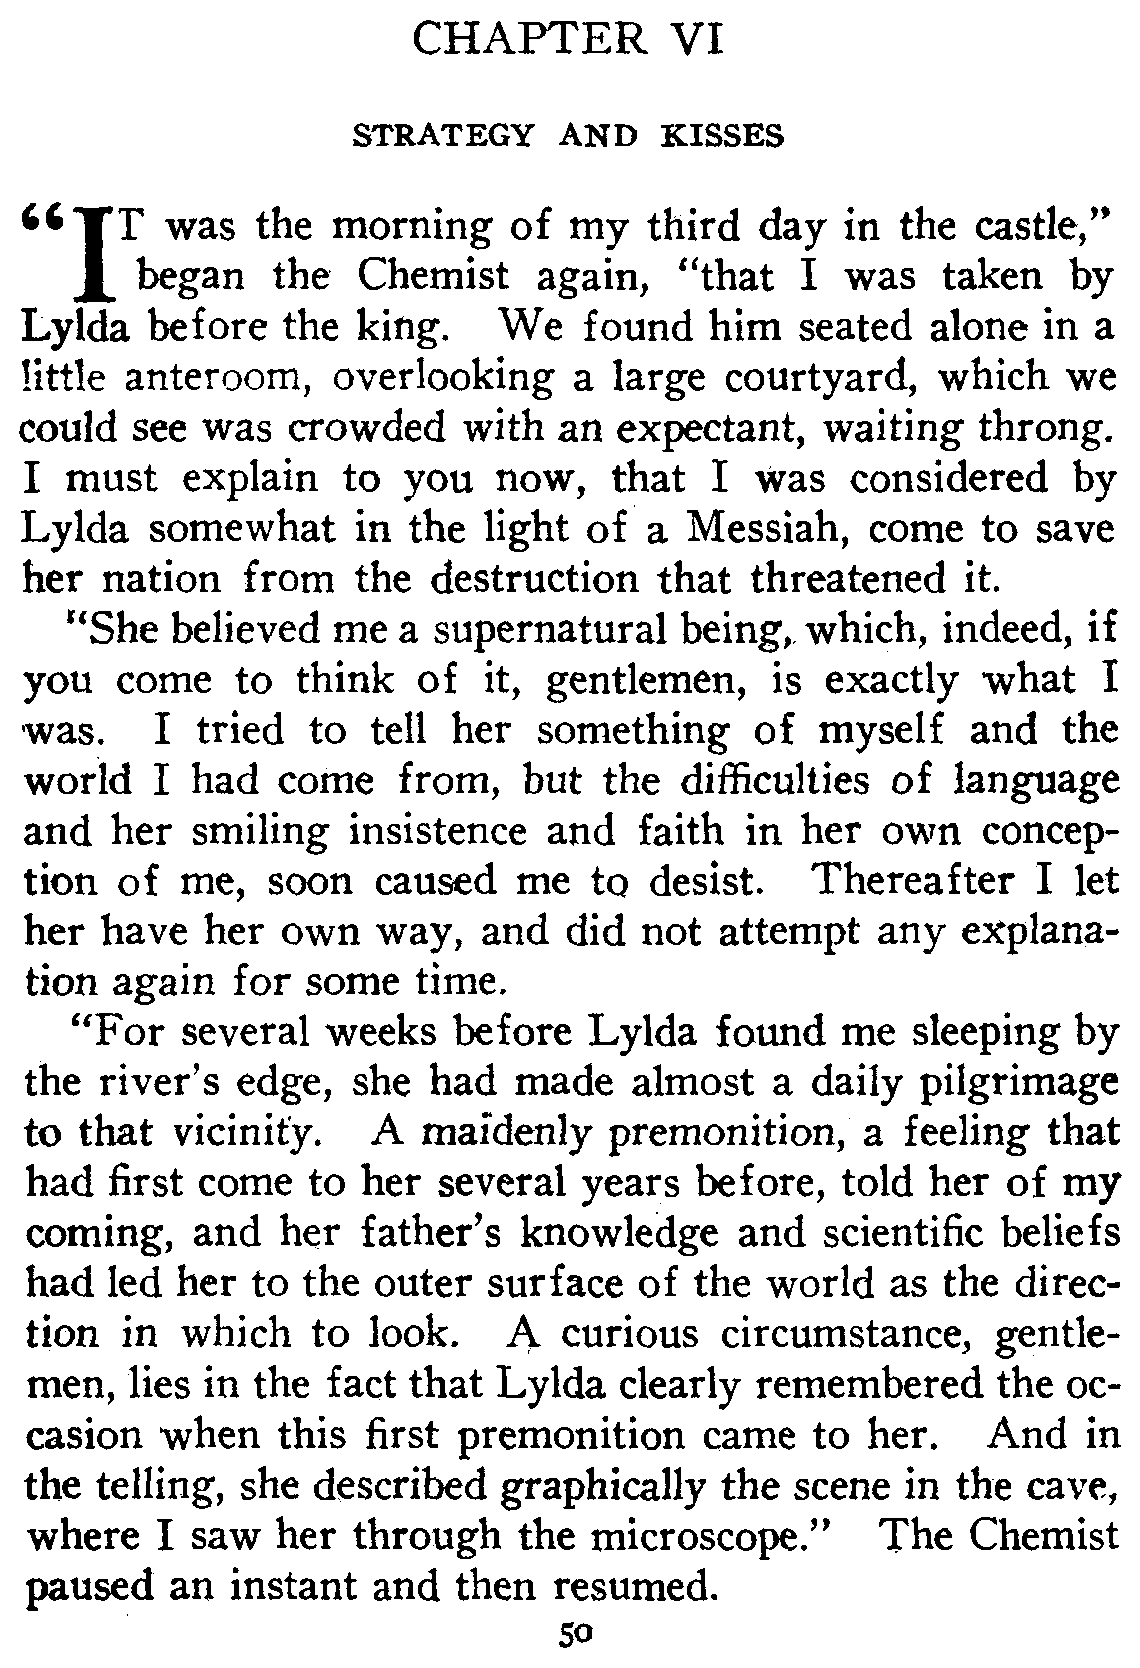 CHAPTER VI
STRATEGY AND KISSES
“IT was the morning of my third day in the castle,”
began the Chemist again, “that I was taken by
Lylda before the king. We found him seated alone in a
little anteroom, overlooking a large courtyard, which we
could see was crowded with an expectant, waiting throng.
I must explain to you now, that I was considered by
Lylda somewhat in the light of a Messiah, come to save
her nation from the destruction that threatened it.
“She believed me a supernatural being, which, indeed, if
you come to think of it, gentlemen, is exactly what I
was. I tried to tell her something of myself and the
world I had come from, but the difficulties of language
and her smiling insistence and faith in her own concep-
tion of me, soon caused me to desist. Thereafter I let
her have her own way, and did not attempt any explana-
tion again for some time.
“For several weeks before Lylda found me sleeping by
the river’s edge, she had made almost a daily pilgrimage
to that vicinity. A maidenly premonition, a feeling that
had first come to her several years before, told her of my
coming, and her father’s knowledge and scientific beliefs
had led her to the outer surface of the world as the direc-
tion in which to look. A curious circumstance, gentle-
men, lies in the fact that Lylda clearly remembered the oc-
casion when this first premonition came to her. And in
the telling, she described graphically the scene in the cave,
where I saw her through the microscope.” The Chemist
paused an instant and then resumed.
50